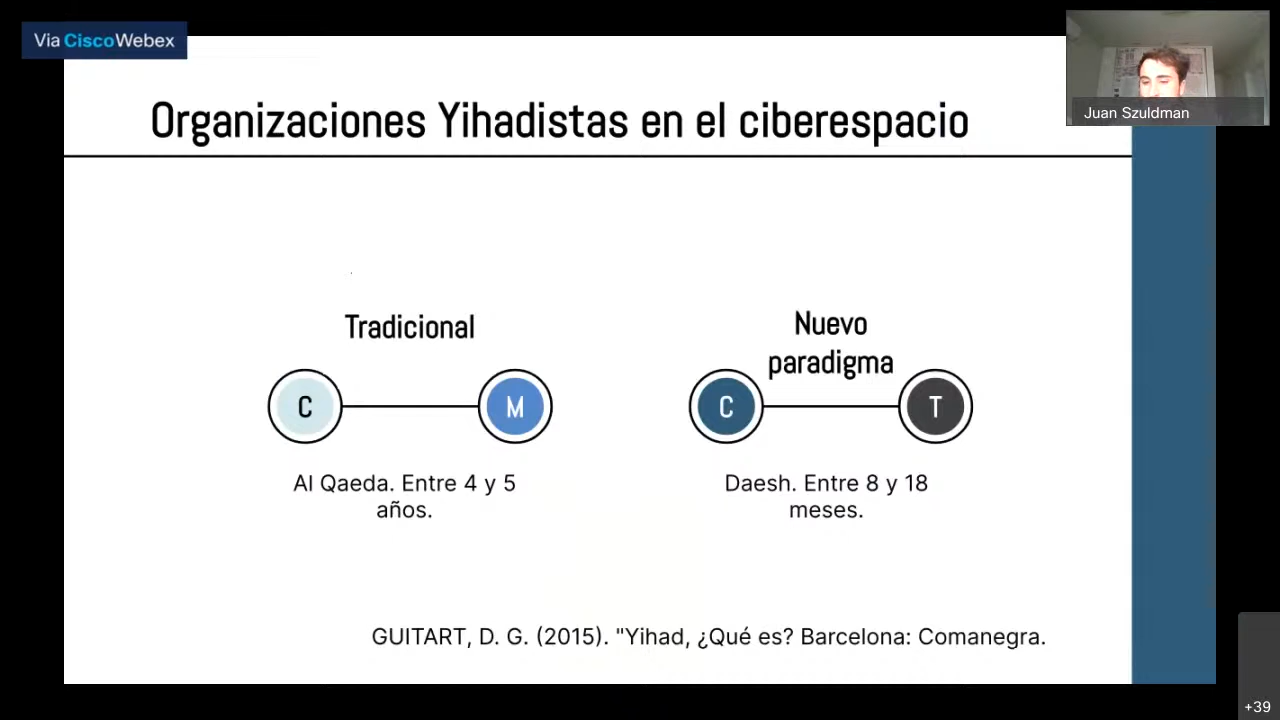 Via CiscoWebex
Juan Szuldman
Organizaciones Yihadistas en el ciberespacio
Tradicional
C
M
Al Qaeda. Entre 4 y 5
años.
Nuevo
paradigma
C
T
Daesh. Entre 8 y 18
meses.
GUITART, D. G. (2015). "Yihad, ¿Qué es? Barcelona: Comanegra.
+39